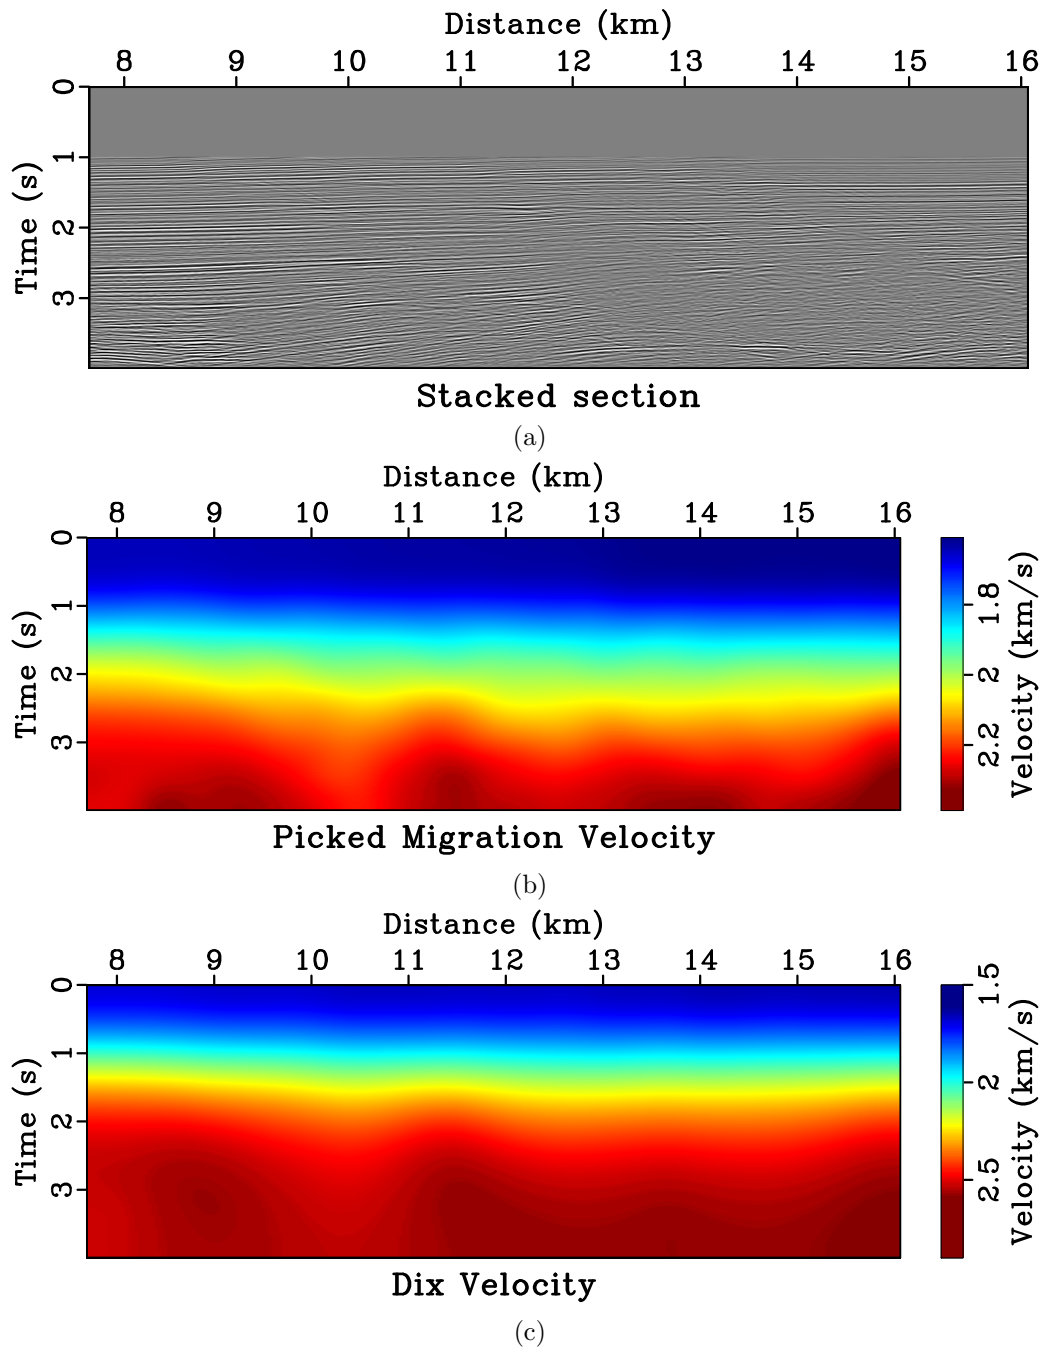 Distance (km)
8 9 10 11 12 13 14 15 16
Time (s)
0
1
2
3
Stacked section
(a)
Distance (km)
8 9 10 11 12 13 14 15 16
Time (s)
0
1
2
3
1.8
2
2.2
Velocity (km/s)
Picked Migration Velocity
(b)
Distance (km)
8 9 10 11 12 13 14 15 16
Time (s)
0
1
2
3
1.5
2
2.5
Velocity (km/s)
Dix Velocity
(c)